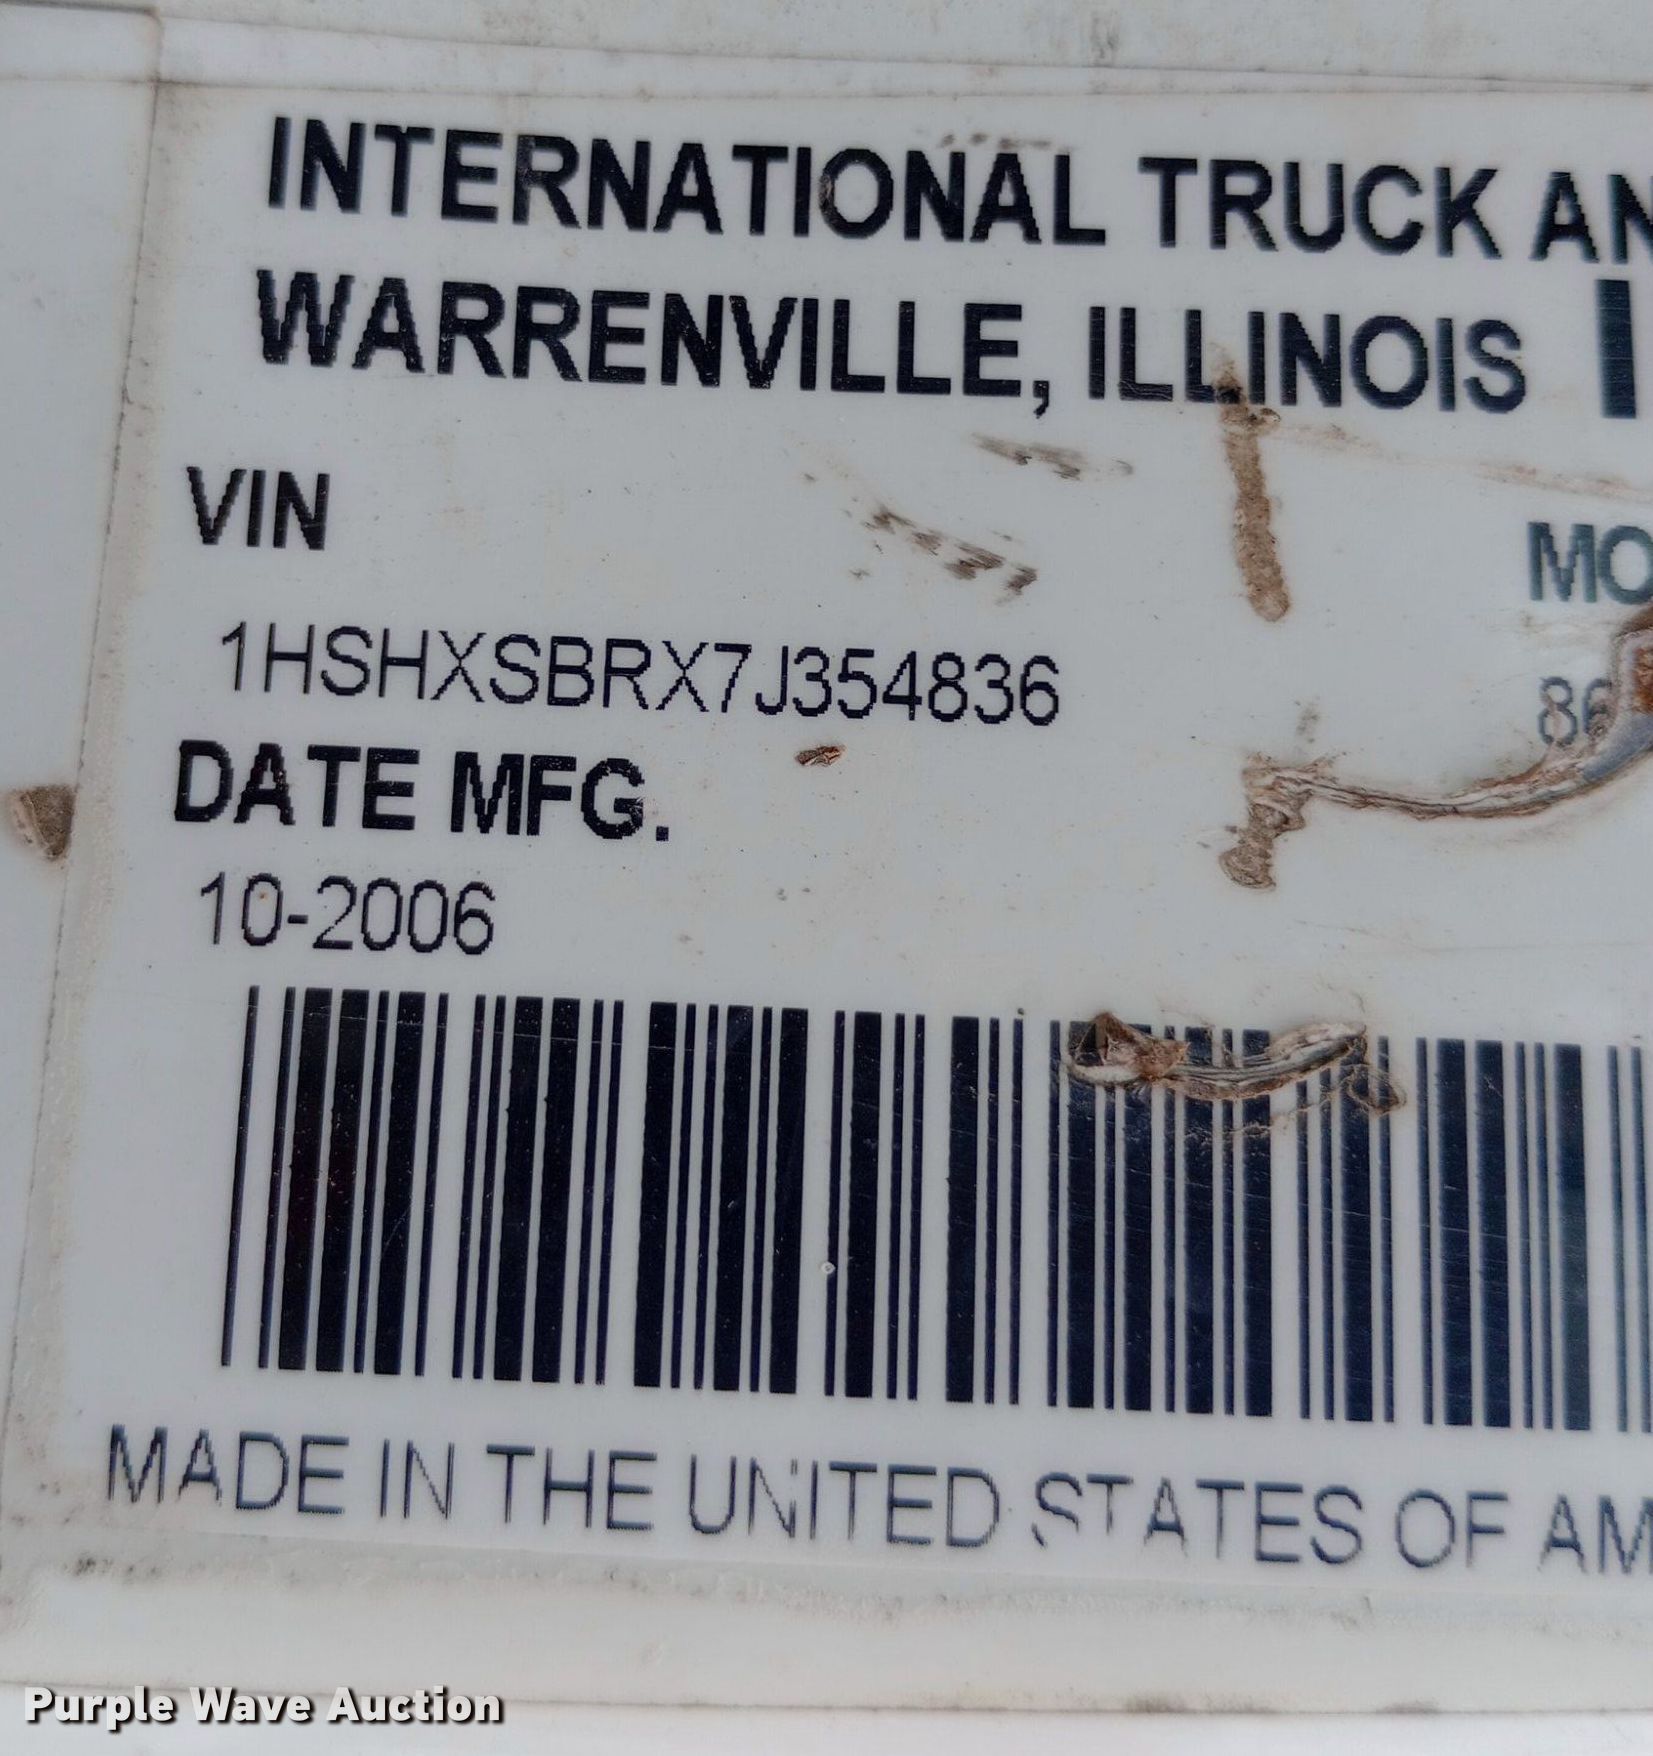 INTERNATIONAL TRUCK AN
WARRENVILLE, ILLINOIS
VIN
MO
1HSHXSBRX7J354836
86
DATE MFG.
10-2006
MADE IN THE UNITED STATES OF AM
Purple Wave Auction